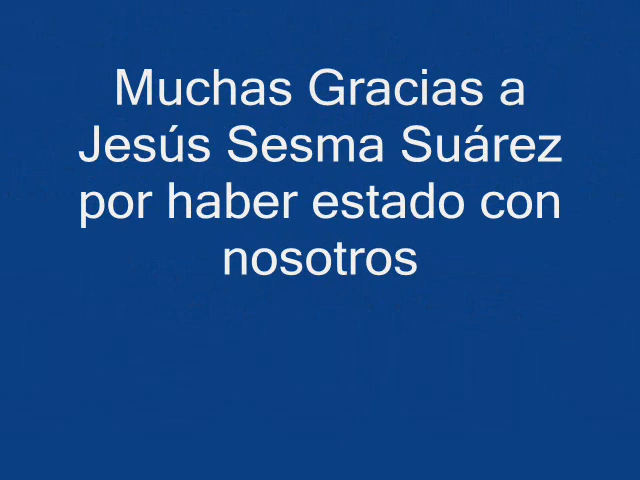 Muchas Gracias a
Jesús Sesma Suárez
por haber estado con
nosotros